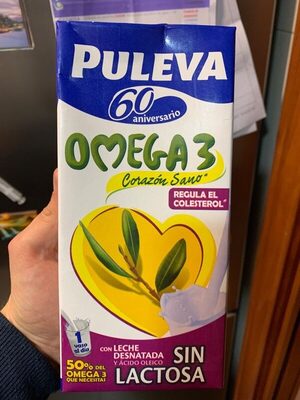 PULEVA
60
aniversario
OMEGA 3
Corazón Sano*
REGULA EL
COLESTEROL*
1
vaso
al día
50% DEL
OMEGA 3
QUE NECESITAS
CON LECHE
DESNATADA
Y ÁCIDO OLEICO
SIN
LACTOSA